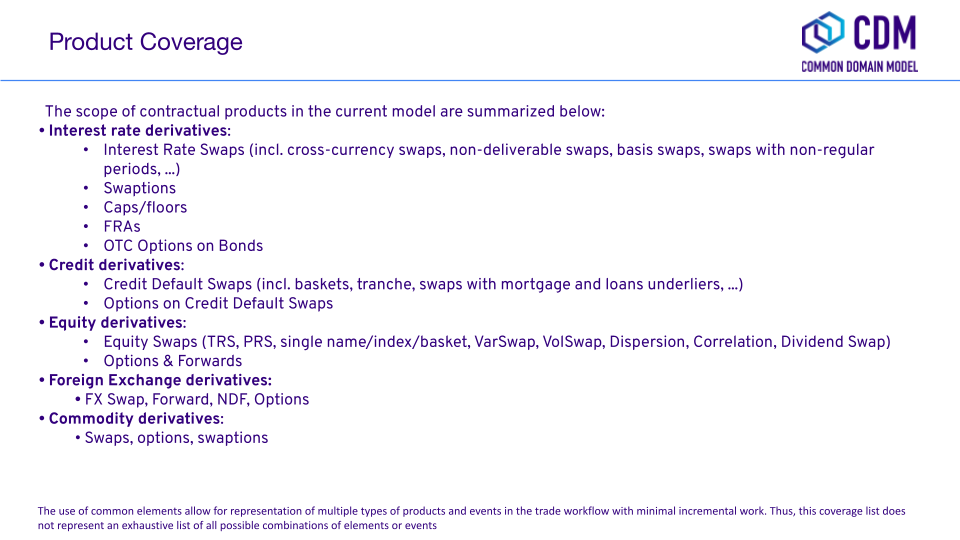 Product Coverage
CDM
COMMON DOMAIN MODEL
The scope of contractual products in the current model are summarized below:
• Interest rate derivatives:
• Interest Rate Swaps (incl. cross-currency swaps, non-deliverable swaps, basis swaps, swaps with non-regular
periods, ...)
• Swaptions
• Caps/floors
• FRAs
• OTC Options on Bonds
• Credit derivatives:
• Credit Default Swaps (incl. baskets, tranche, swaps with mortgage and loans underliers, ...)
• Options on Credit Default Swaps
• Equity derivatives:
• Equity Swaps (TRS, PRS, single name/index/basket, VarSwap, VolSwap, Dispersion, Correlation, Dividend Swap)
• Options & Forwards
• Foreign Exchange derivatives:
• FX Swap, Forward, NDF, Options
• Commodity derivatives:
• Swaps, options, swaptions
The use of common elements allow for representation of multiple types of products and events in the trade workflow with minimal incremental work. Thus, this coverage list does
not represent an exhaustive list of all possible combinations of elements or events